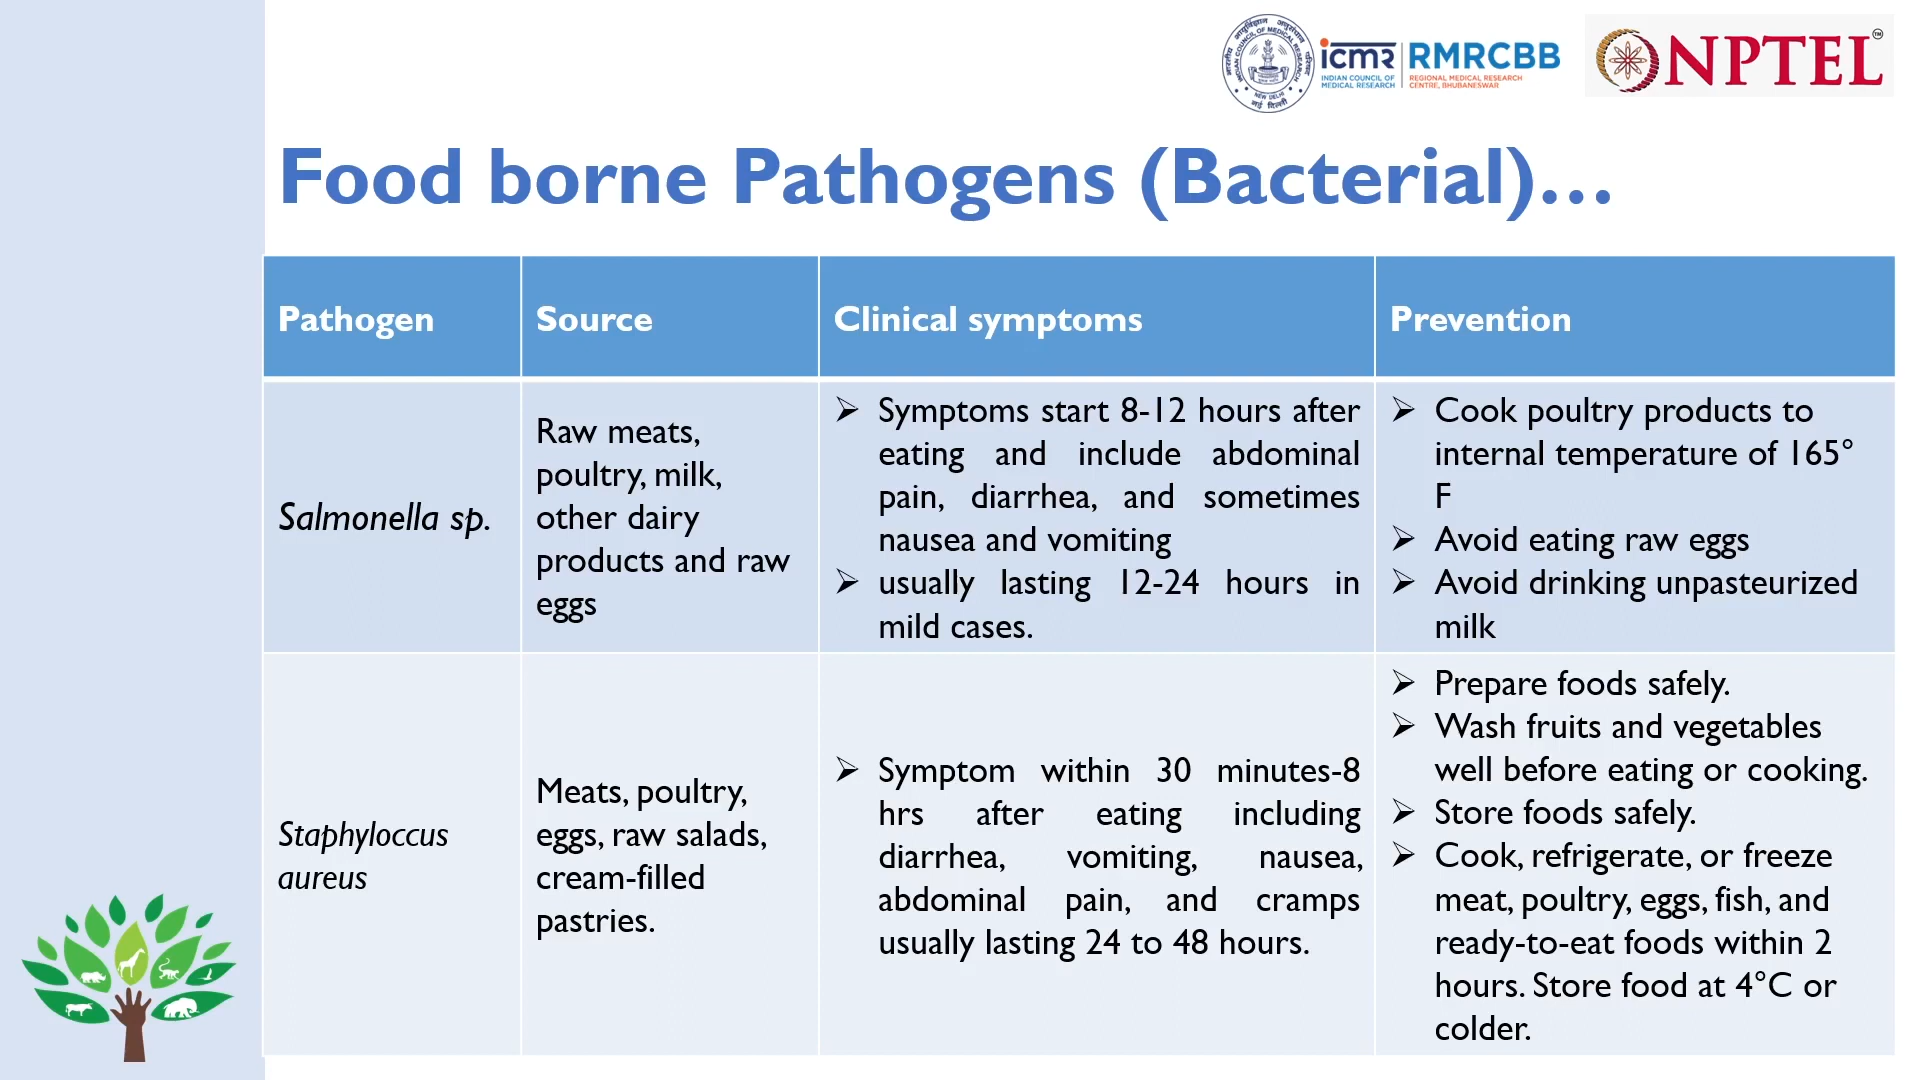 icmr
INDIAN COUNCIL OF
MEDICAL RESEARCH
RMRCBB
REGIONAL MEDICAL RESEARCH
CENTRE, BHUBANESWAR
NPTEL
TM
Food borne Pathogens (Bacterial)...
Pathogen
Source
Clinical symptoms
Prevention
Salmonella sp.
Raw meats,
poultry, milk,
other dairy
products and raw
eggs
➢ Symptoms start 8-12 hours after
eating and include abdominal
pain, diarrhea, and sometimes
nausea and vomiting
➢ usually lasting 12-24 hours in
mild cases.
➢ Cook poultry products to
internal temperature of 165°
F
➢ Avoid eating raw eggs
➢ Avoid drinking unpasteurized
milk
Staphyloccus
aureus
Meats, poultry,
eggs, raw salads,
cream-filled
pastries.
➢ Symptom within 30 minutes-8
hrs after eating including
diarrhea, vomiting, nausea,
abdominal pain, and cramps
usually lasting 24 to 48 hours.
➢ Prepare foods safely.
➢ Wash fruits and vegetables
well before eating or cooking.
➢ Store foods safely.
➢ Cook, refrigerate, or freeze
meat, poultry, eggs, fish, and
ready-to-eat foods within 2
hours. Store food at 4°C or
colder.